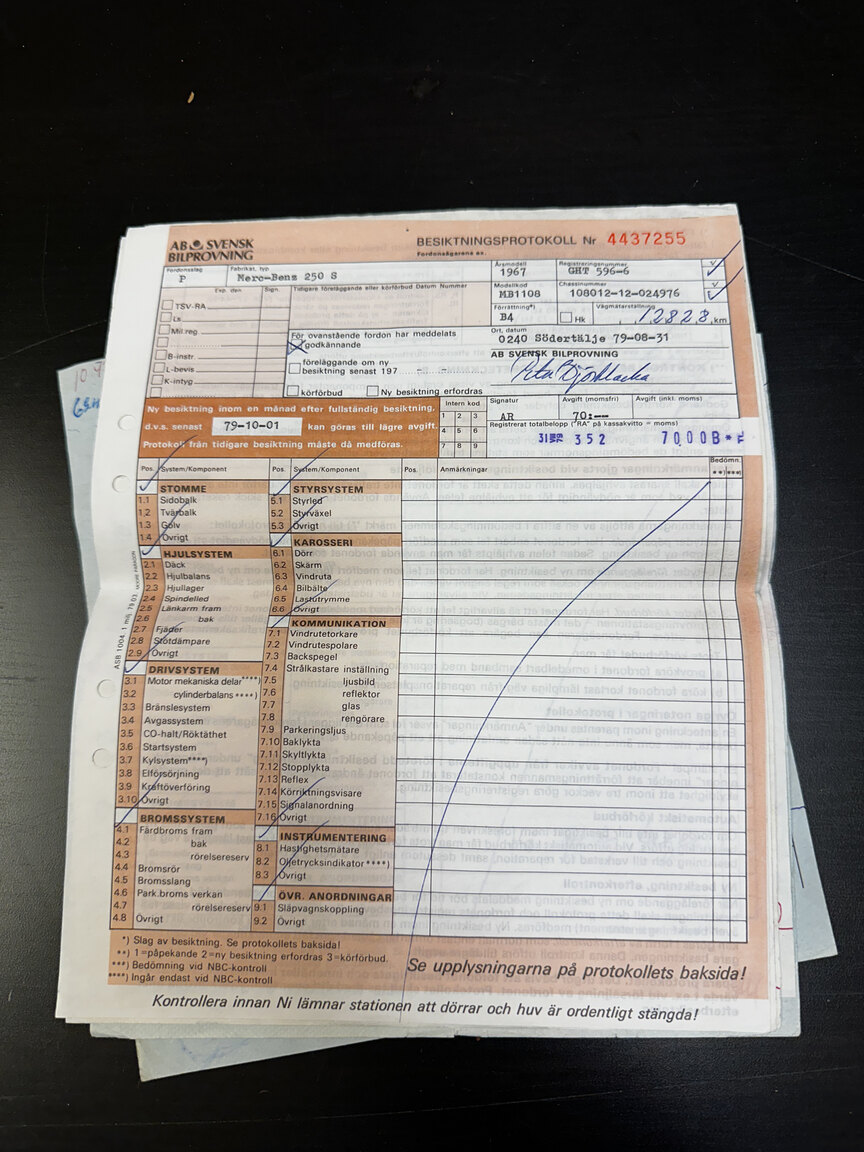 AB SVENSK
BILPROVNING
BESIKTNINGSPROTOKOLL Nr 4437255
Fordonsägarens ex.
Fordonsslag
P
Fabrikat, typ
Merc-Benz 250 S
Årsmodell
1967
Registreringsnummer
GHT 596-6
Modellkod
MB1108
Chassinummer
108012-12-024976
Exp. den
Sign.
Tidigare föreläggande eller körförbud Datum Nummer
Förrättning*)
B4
Hk
Vägmätarställning
12828 km
TSV-RA
Ls
Mil.reg
B-instr.
L-bevis
K-intyg
För ovanstående fordon har meddelats
godkännande
föreläggande om ny
besiktning senast 197
körförbud
Ny besiktning erfordras
Ort, datum
0240 Södertälje 79-08-31
AB SVENSK BILPROVNING
Ny besiktning inom en månad efter fullständig besiktning,
d.v.s. senast 79-10-01 kan göras till lägre avgift.
Protokoll från tidigare besiktning måste då medföras.
Intern kod
1 2 3
4 5 6
7 8 9
Signatur
AR
Avgift (momsfri)
70:--
Avgift (inkl. moms)
Registrerat totalbelopp ("RA" på kassakvitto = moms)
352
Pos. System/Komponent
Pos. System/Komponent
Pos. Anmärkningar
Bedömn.
**) ***)
STOMME
1.1 Sidobalk
1.2 Tvärbalk
1.3 Golv
1.4 Övrigt
HJULSYSTEM
2.1 Däck
2.2 Hjulbalans
2.3 Hjullager
2.4 Spindelled
2.5 Länkarm fram
2.6 bak
2.7 Fjäder
2.8 Stötdämpare
2.9 Övrigt
DRIVSYSTEM
3.1 Motor mekaniska delar****)
3.2 cylinderbalans****)
3.3 Bränslesystem
3.4 Avgassystem
3.5 CO-halt/Röktäthet
3.6 Startsystem
3.7 Kylsystem****)
3.8 Elförsörjning
3.9 Kraftöverföring
3.10 Övrigt
BROMSSYSTEM
4.1 Färdbroms fram
4.2 bak
4.3 rörelsereserv
4.4 Bromsrör
4.5 Bromsslang
4.6 Park.broms verkan
4.7 rörelsereserv
4.8 Övrigt
STYRSYSTEM
5.1 Styrled
5.2 Styrväxel
5.3 Övrigt
KAROSSERI
6.1 Dörr
6.2 Skärm
6.3 Vindruta
6.4 Bilbälte
6.5 Lastutrymme
6.6 Övrigt
KOMMUNIKATION
7.1 Vindrutetorkare
7.2 Vindrutespolare
7.3 Backspegel
7.4 Strålkastare inställning
7.5 ljusbild
7.6 reflektor
7.7 glas
7.8 rengörare
7.9 Parkeringsljus
7.10 Baklykta
7.11 Skyltlykta
7.12 Stopplykta
7.13 Reflex
7.14 Körriktningsvisare
7.15 Signalanordning
7.16 Övrigt
INSTRUMENTERING
8.1 Hastighetsmätare
8.2 Oljetrycksindikator****)
8.3 Övrigt
ÖVR. ANORDNINGAR
9.1 Släpvagnskoppling
9.2 Övrigt
*) Slag av besiktning. Se protokollets baksida!
**) 1=påpekande 2=ny besiktning erfordras 3=körförbud.
***) Bedömning vid NBC-kontroll
****) Ingår endast vid NBC-kontroll
Se upplysningarna på protokollets baksida!
Kontrollera innan Ni lämnar stationen att dörrar och huv är ordentligt stängda!